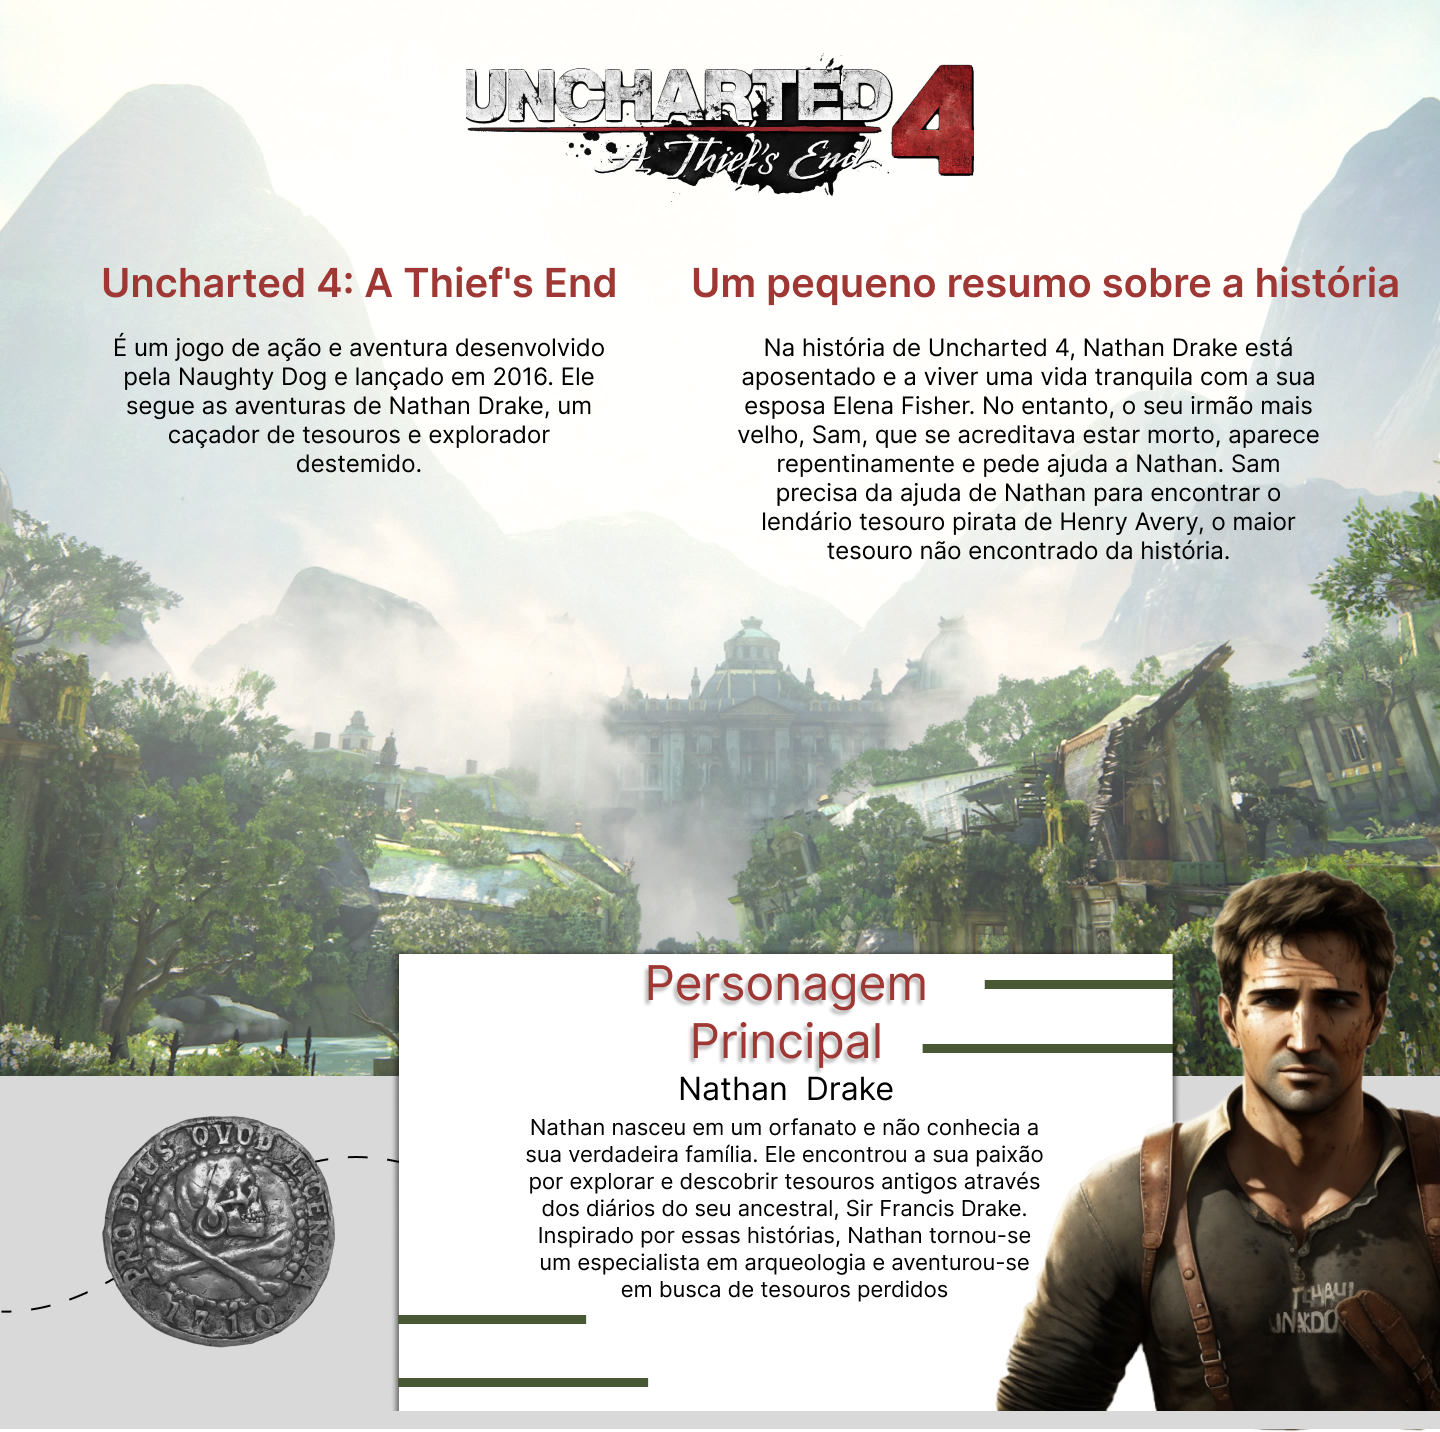 UNCHARTED 4
A Thief's End
Uncharted 4: A Thief's End
É um jogo de ação e aventura desenvolvido
pela Naughty Dog e lançado em 2016. Ele
segue as aventuras de Nathan Drake, um
caçador de tesouros e explorador
destemido.
Um pequeno resumo sobre a história
Na história de Uncharted 4, Nathan Drake está
aposentado e a viver uma vida tranquila com a sua
esposa Elena Fisher. No entanto, o seu irmão mais
velho, Sam, que se acreditava estar morto, aparece
repentinamente e pede ajuda a Nathan. Sam
precisa da ajuda de Nathan para encontrar o
lendário tesouro pirata de Henry Avery, o maior
tesouro não encontrado da história.
Personagem
Principal
Nathan Drake
Nathan nasceu em um orfanato e não conhecia a
sua verdadeira família. Ele encontrou a sua paixão
por explorar e descobrir tesouros antigos através
dos diários do seu ancestral, Sir Francis Drake.
Inspirado por essas histórias, Nathan tornou-se
um especialista em arqueologia e aventurou-se
em busca de tesouros perdidos
PRO DEUS QVOD LICENTIA
1710